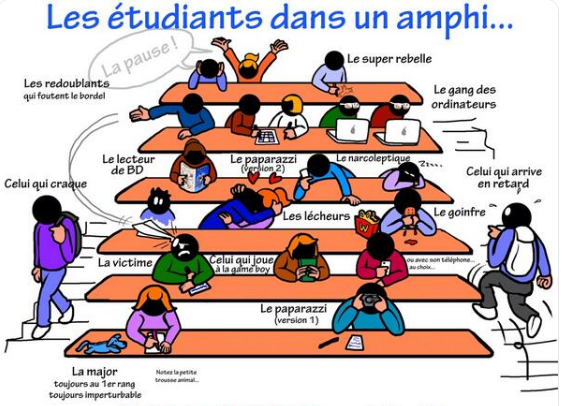 Les étudiants dans un amphi...
La pause !
Le super rebelle
Les redoublants
qui foutent le bordel
Le gang des
ordinateurs
Le lecteur
de BD
Le paparazzi
(version 2)
Le narcoleptique
zzzz...
Celui qui arrive
en retard
Celui qui craque
Les lécheurs
Le goinfre
La victime
Celui qui joue
à la game boy
ou avec son téléphone...
au choix...
Le paparazzi
(version 1)
La major
toujours au 1er rang
toujours imperturbable
Notez la petite
trousse animal...